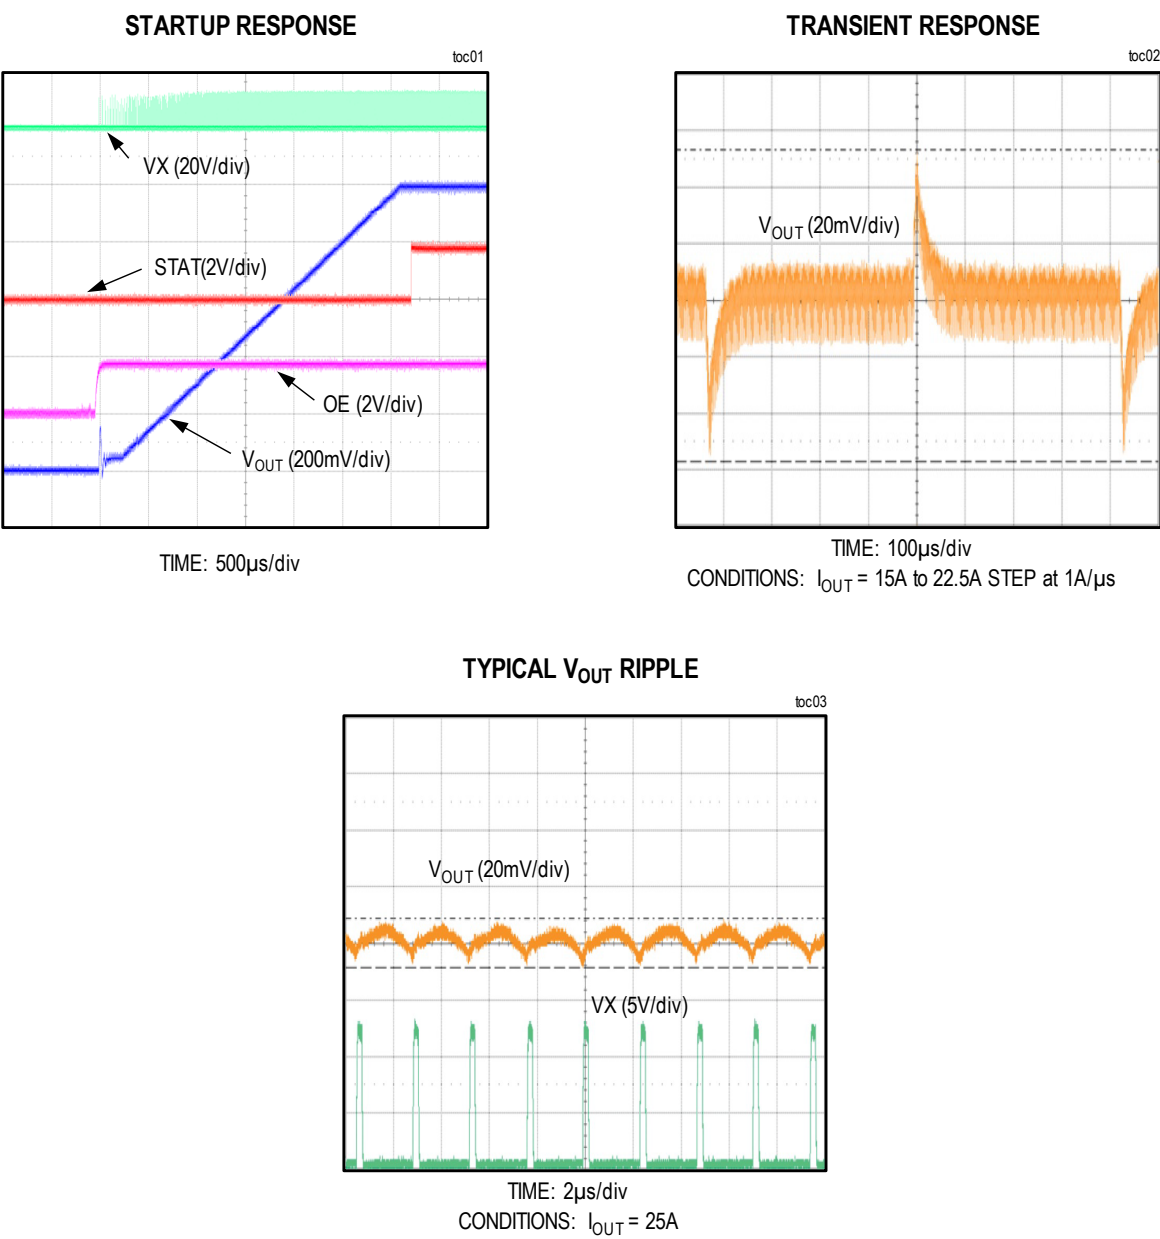 STARTUP RESPONSE
toc01
VX (20V/div)
STAT(2V/div)
OE (2V/div)
VOUT (200mV/div)
TIME: 500µs/div
TRANSIENT RESPONSE
toc02
VOUT (20mV/div)
TIME: 100µs/div
CONDITIONS: IOUT = 15A to 22.5A STEP at 1A/µs
TYPICAL VOUT RIPPLE
toc03
VOUT (20mV/div)
VX (5V/div)
TIME: 2µs/div
CONDITIONS: IOUT = 25A